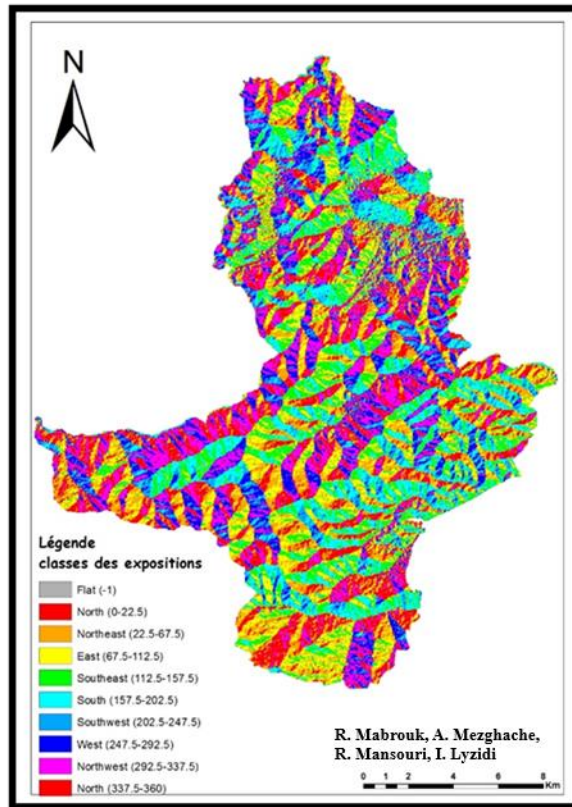 N
Légende
classes des expositions
Flat (-1)
North (0-22.5)
Northeast (22.5-67.5)
East (67.5-112.5)
Southeast (112.5-157.5)
South (157.5-202.5)
Southwest (202.5-247.5)
West (247.5-292.5)
Northwest (292.5-337.5)
North (337.5-360)
R. Mabrouk, A. Mezghache,
R. Mansouri, I. Lyzidi
0 1 2 4 6 8
Km